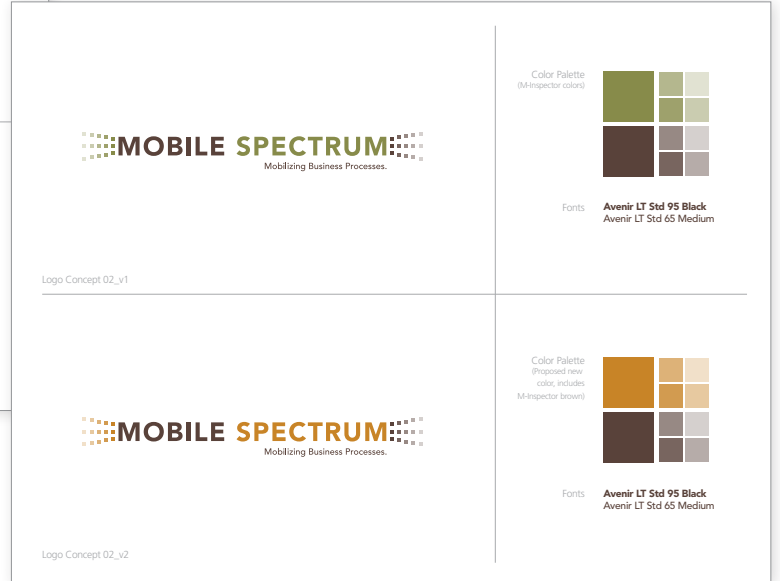 MOBILE SPECTRUM
Mobilizing Business Processes.
Logo Concept 02_v1
Color Palette
(M-Inspector colors)
Fonts
Avenir LT Std 95 Black
Avenir LT Std 65 Medium
MOBILE SPECTRUM
Mobilizing Business Processes.
Logo Concept 02_v2
Color Palette
(Proposed new
color, includes
M-Inspector brown)
Fonts
Avenir LT Std 95 Black
Avenir LT Std 65 Medium